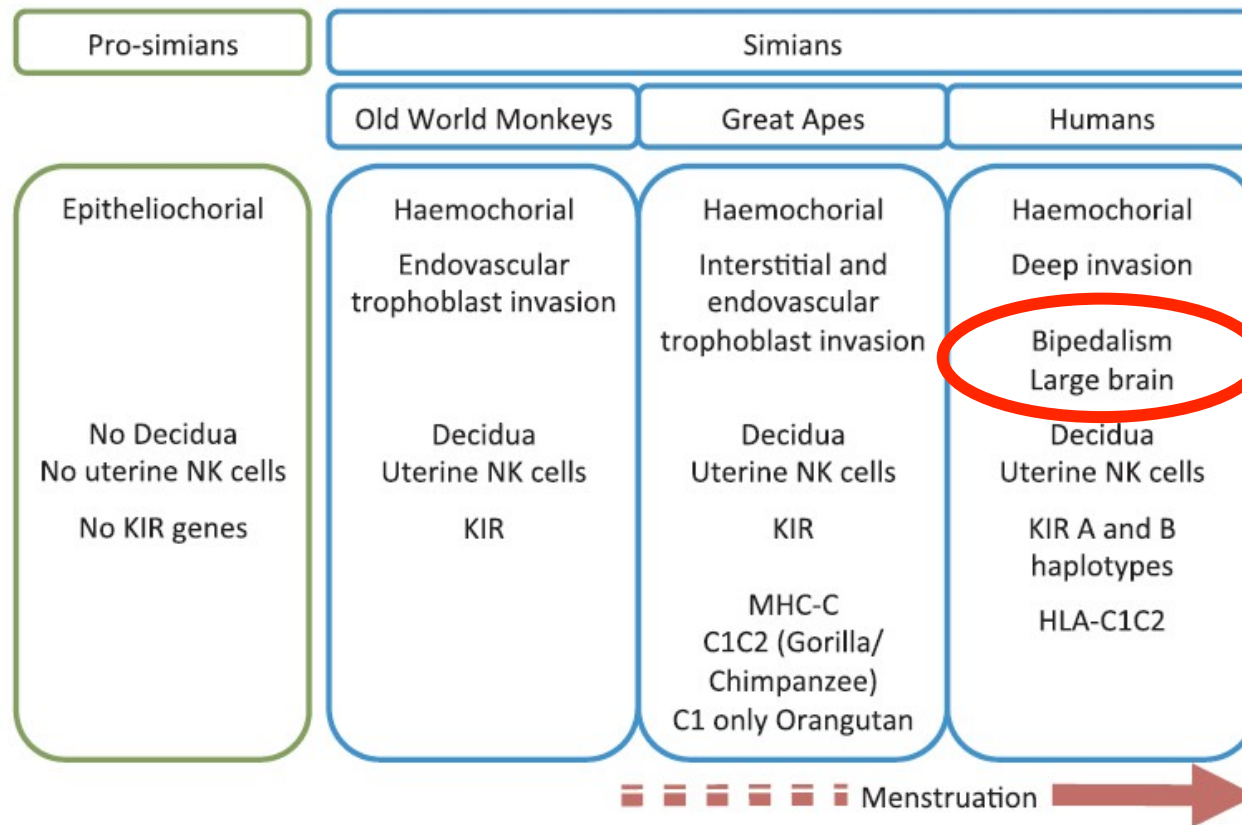 Pro-simians
Simians
Old World Monkeys
Great Apes
Humans
Epitheliochorial
No Decidua
No uterine NK cells
No KIR genes
Haemochorial
Endovascular
trophoblast invasion
Decidua
Uterine NK cells
KIR
Haemochorial
Interstitial and
endovascular
trophoblast invasion
Decidua
Uterine NK cells
KIR
MHC-C
C1C2 (Gorilla/
Chimpanzee)
C1 only Orangutan
Haemochorial
Deep invasion
Bipedalism
Large brain
Decidua
Uterine NK cells
KIR A and B
haplotypes
HLA-C1C2
Menstruation